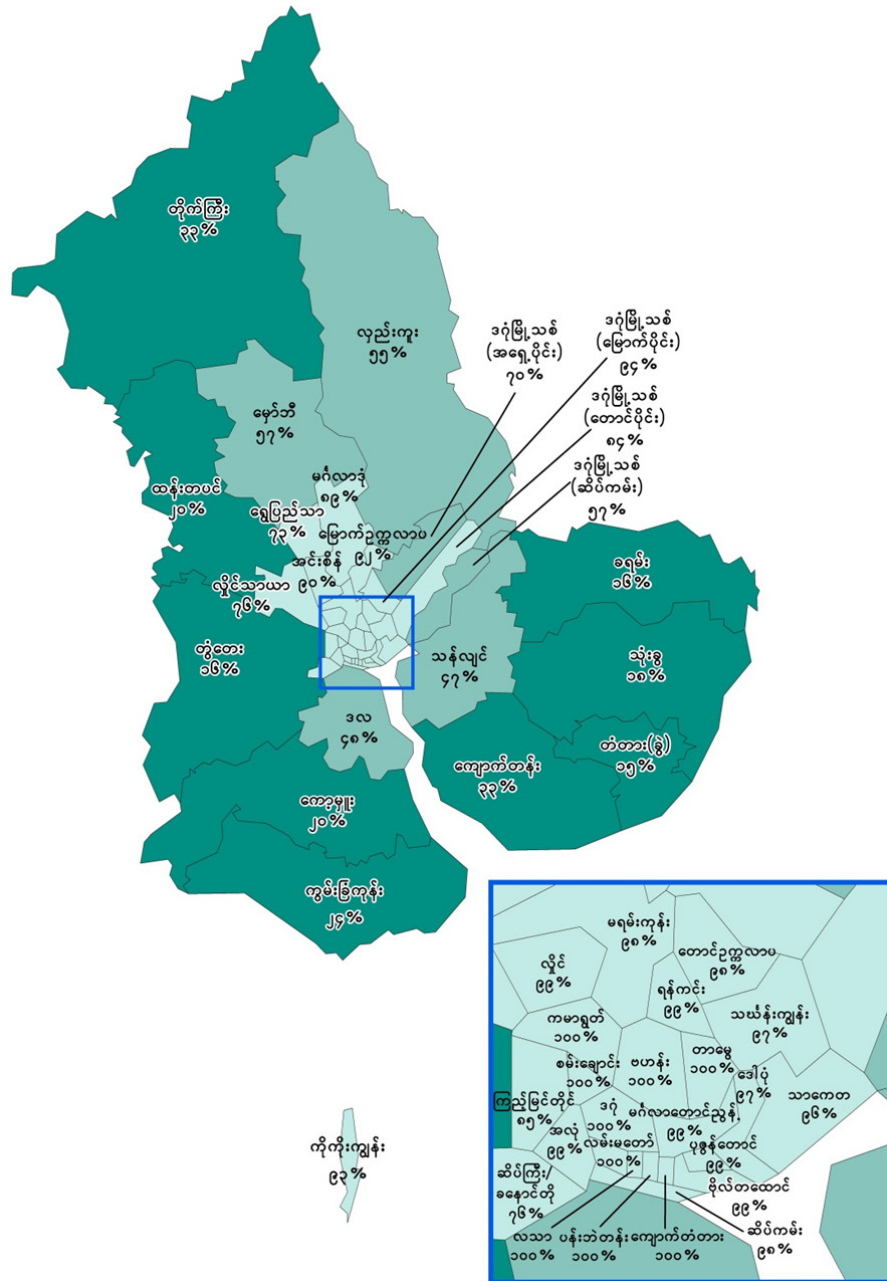 တိုက်ကြီး
၃၃%
လှည်းကူး
၅၅%
ဒဂုံမြို့သစ်
(အရှေ့ပိုင်း)
၇၀%
ဒဂုံမြို့သစ်
(မြောက်ပိုင်း)
၉၄%
ဒဂုံမြို့သစ်
(တောင်ပိုင်း)
၈၄%
ဒဂုံမြို့သစ်
(ဆိပ်ကမ်း)
၅၇%
မှော်ဘီ
၅၇%
မင်္ဂလာဒုံ
၈၉%
ထန်းတပင်
၂၀%
ရွှေပြည်သာ
၇၃%
မြောက်ဥက္ကလာပ
၉၂%
အင်းစိန်
၉၀%
လှိုင်သာယာ
၇၆%
ခရမ်း
၁၆%
တွံတေး
၁၆%
သန်လျင်
၄၇%
သုံးခွ
၁၈%
ဒလ
၄၈%
တံတား(ခွဲ)
၁၅%
ကျောက်တန်း
၃၃%
ကော့မှူး
၂၀%
ကွမ်းခြံကုန်း
၂၄%
ကိုကိုးကျွန်း
၉၃%
မရမ်းကုန်း
၉၈%
တောင်ဥက္ကလာပ
၉၈%
လှိုင်
၉၉%
ရန်ကင်း
၉၉%
သင်္ဃန်းကျွန်း
၉၇%
ကမာရွတ်
၁၀၀%
တာမွေ
၁၀၀%
စမ်းချောင်း
၁၀၀%
ဗဟန်း
၁၀၀%
ဒေါပုံ
၉၇%
သာကေတ
၉၆%
ကြည့်မြင်တိုင်
၈၅%
ဒဂုံ
၁၀၀%
မင်္ဂလာတောင်ညွန့်
၉၉%
အလုံ
၉၉%
လမ်းမတော်
၁၀၀%
ပုဇွန်တောင်
၉၉%
ဆိပ်ကြီး/
ခနောင်တို
၇၆%
ဗိုလ်တထောင်
၉၉%
ဆိပ်ကမ်း
၉၈%
လသာ
၁၀၀%
ပန်းဘဲတန်း
၁၀၀%
ကျောက်တံတား
၁၀၀%